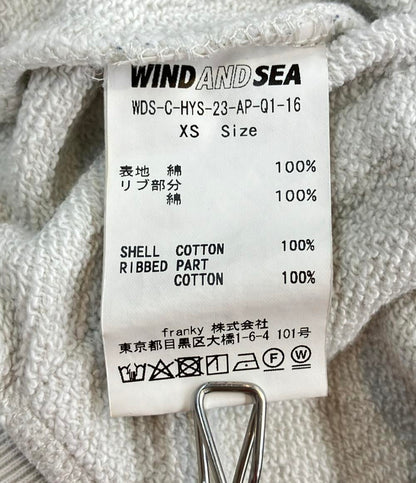 WIND AND SEA
WDS-C-HYS-23-AP-Q1-16
XS Size
表地 綿 100%
リブ部分
綿 100%
SHELL COTTON 100%
RIBBED PART
COTTON 100%
franky 株式会社
東京都目黒区大橋1-6-4 101号